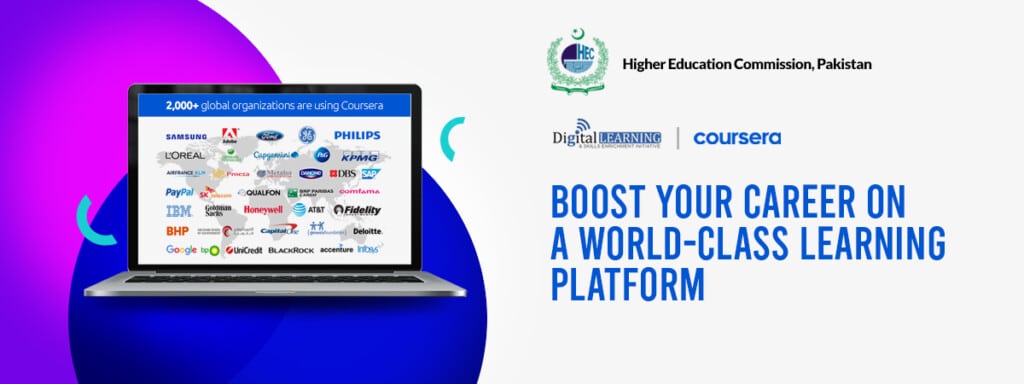 HEC
Higher Education Commission, Pakistan
Digital LEARNING
& SKILLS ENRICHMENT INITIATIVE
coursera
BOOST YOUR CAREER ON
A WORLD-CLASS LEARNING
PLATFORM
2,000+ global organizations are using Coursera
SAMSUNG Adobe Ford GE PHILIPS
L'ORÉAL Capgemini P&G KPMG
AIRFRANCE KLM DANONE DBS SAP
PayPal SK telecom QUALFON BNP PARIBAS CARDIF comfama
IBM Goldman Sachs Honeywell AT&T Fidelity
BHP CapitalOne Deloitte.
Google bp UniCredit BLACKROCK accenture Infosys